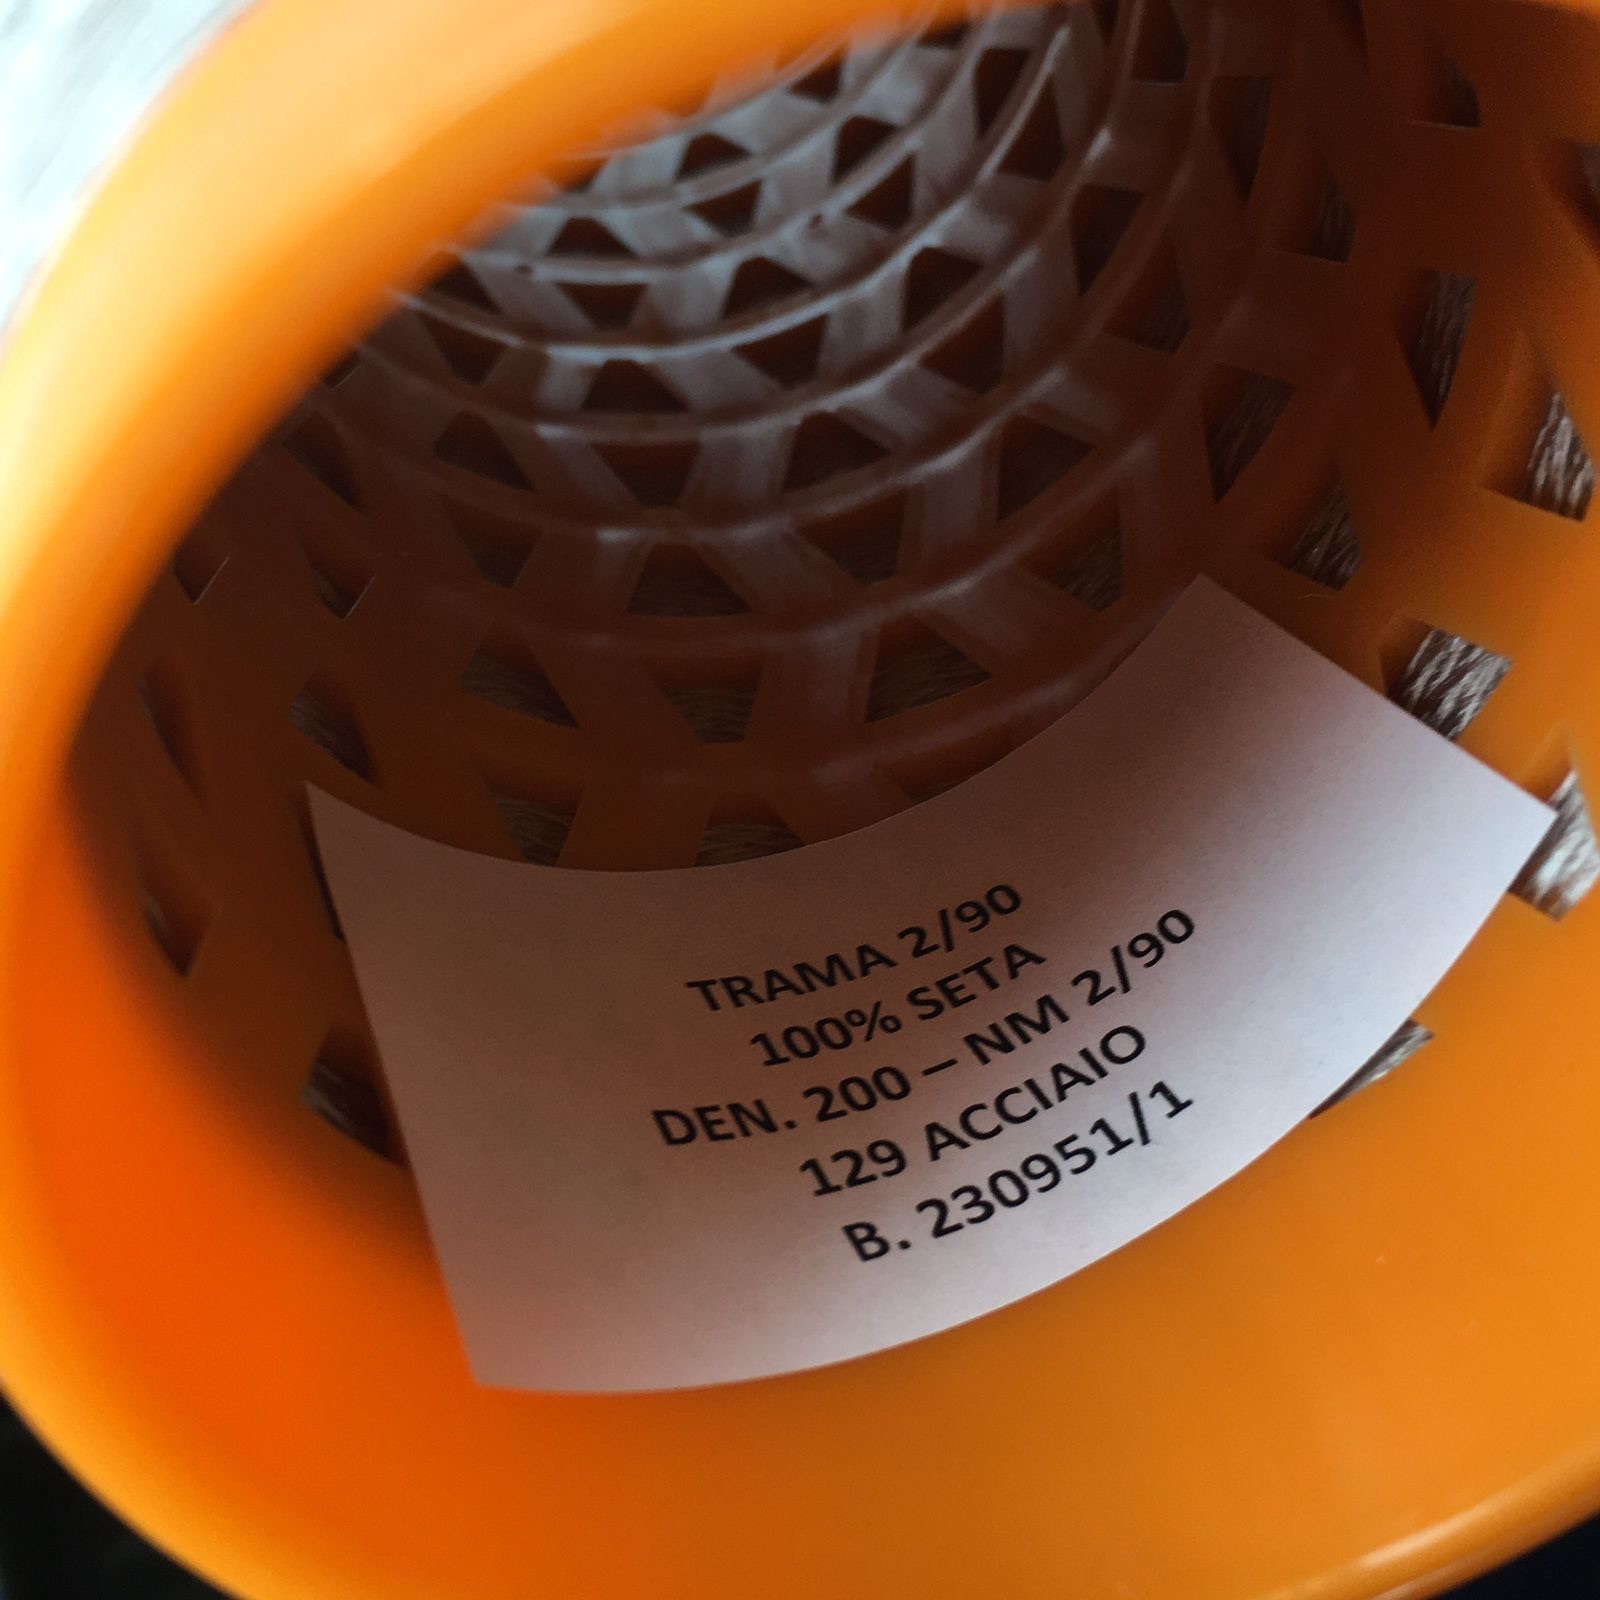 TRAMA 2/90
100% SETA
DEN. 200 – NM 2/90
129 ACCIAIO
B. 230951/1